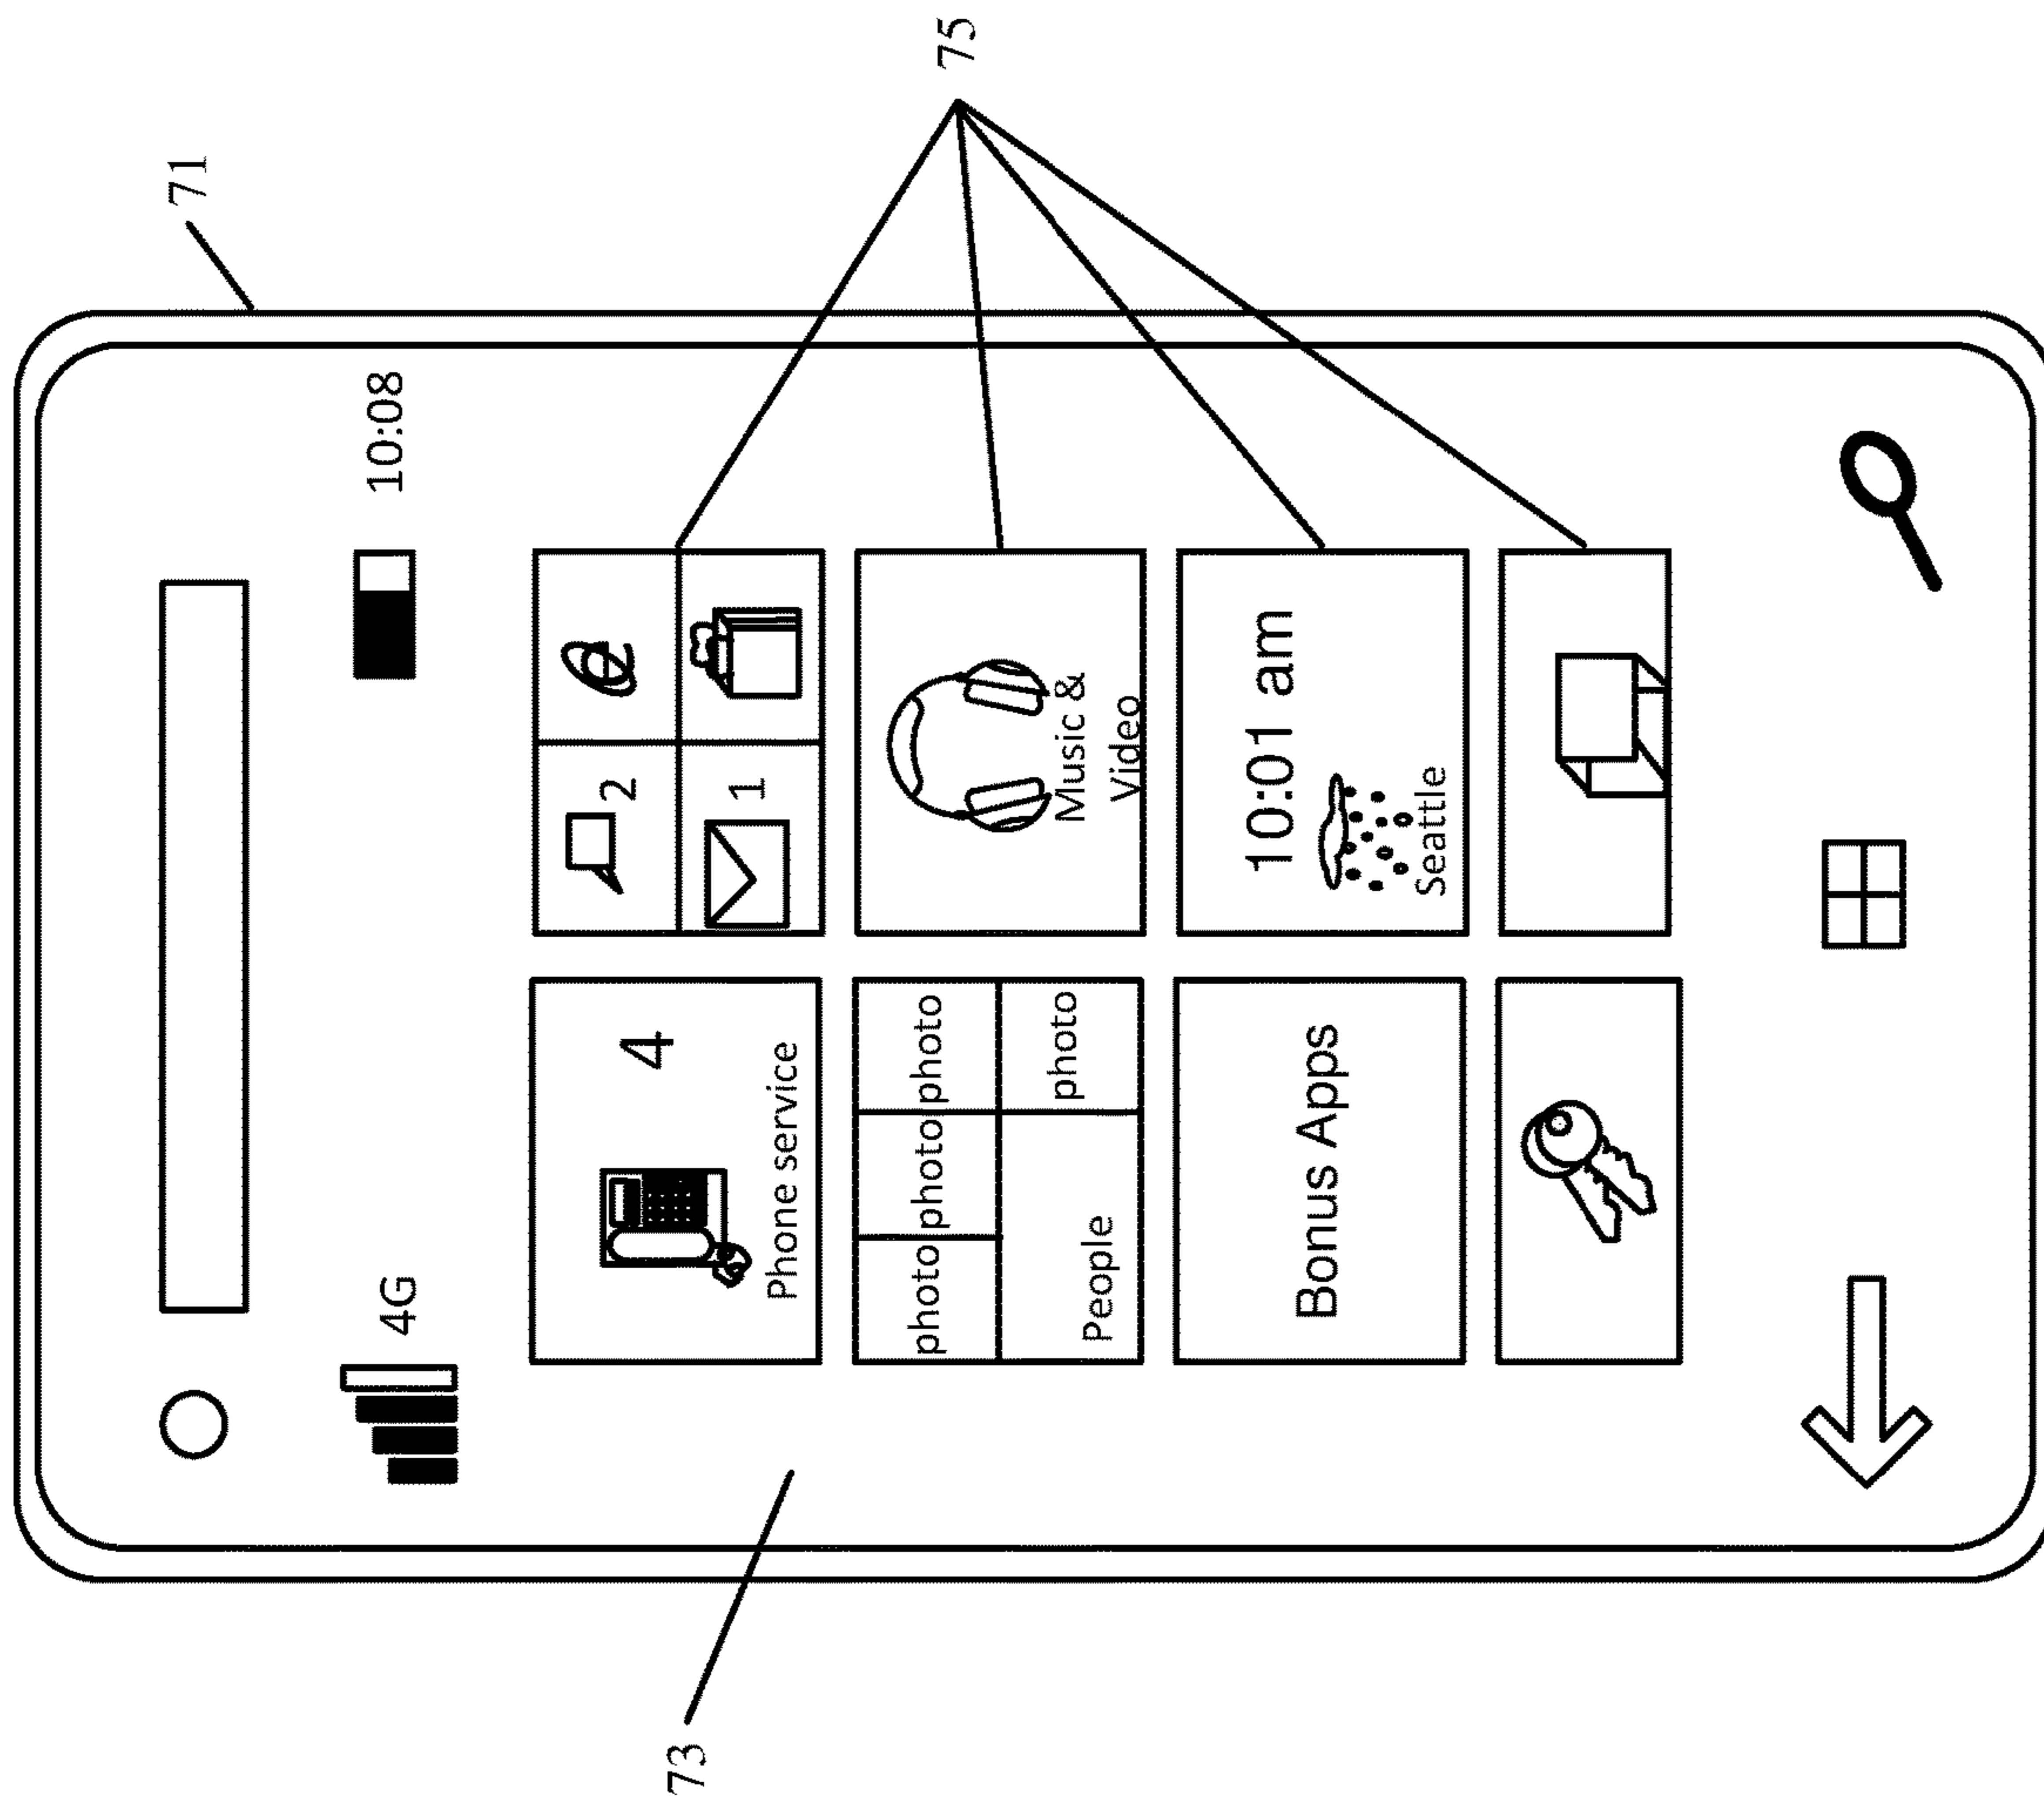 71
4G
10:08
4
Phone service
2
1
75
photo
photo
photo
People
photo
Music &
Video
Bonus Apps
10:01 am
Seattle
73